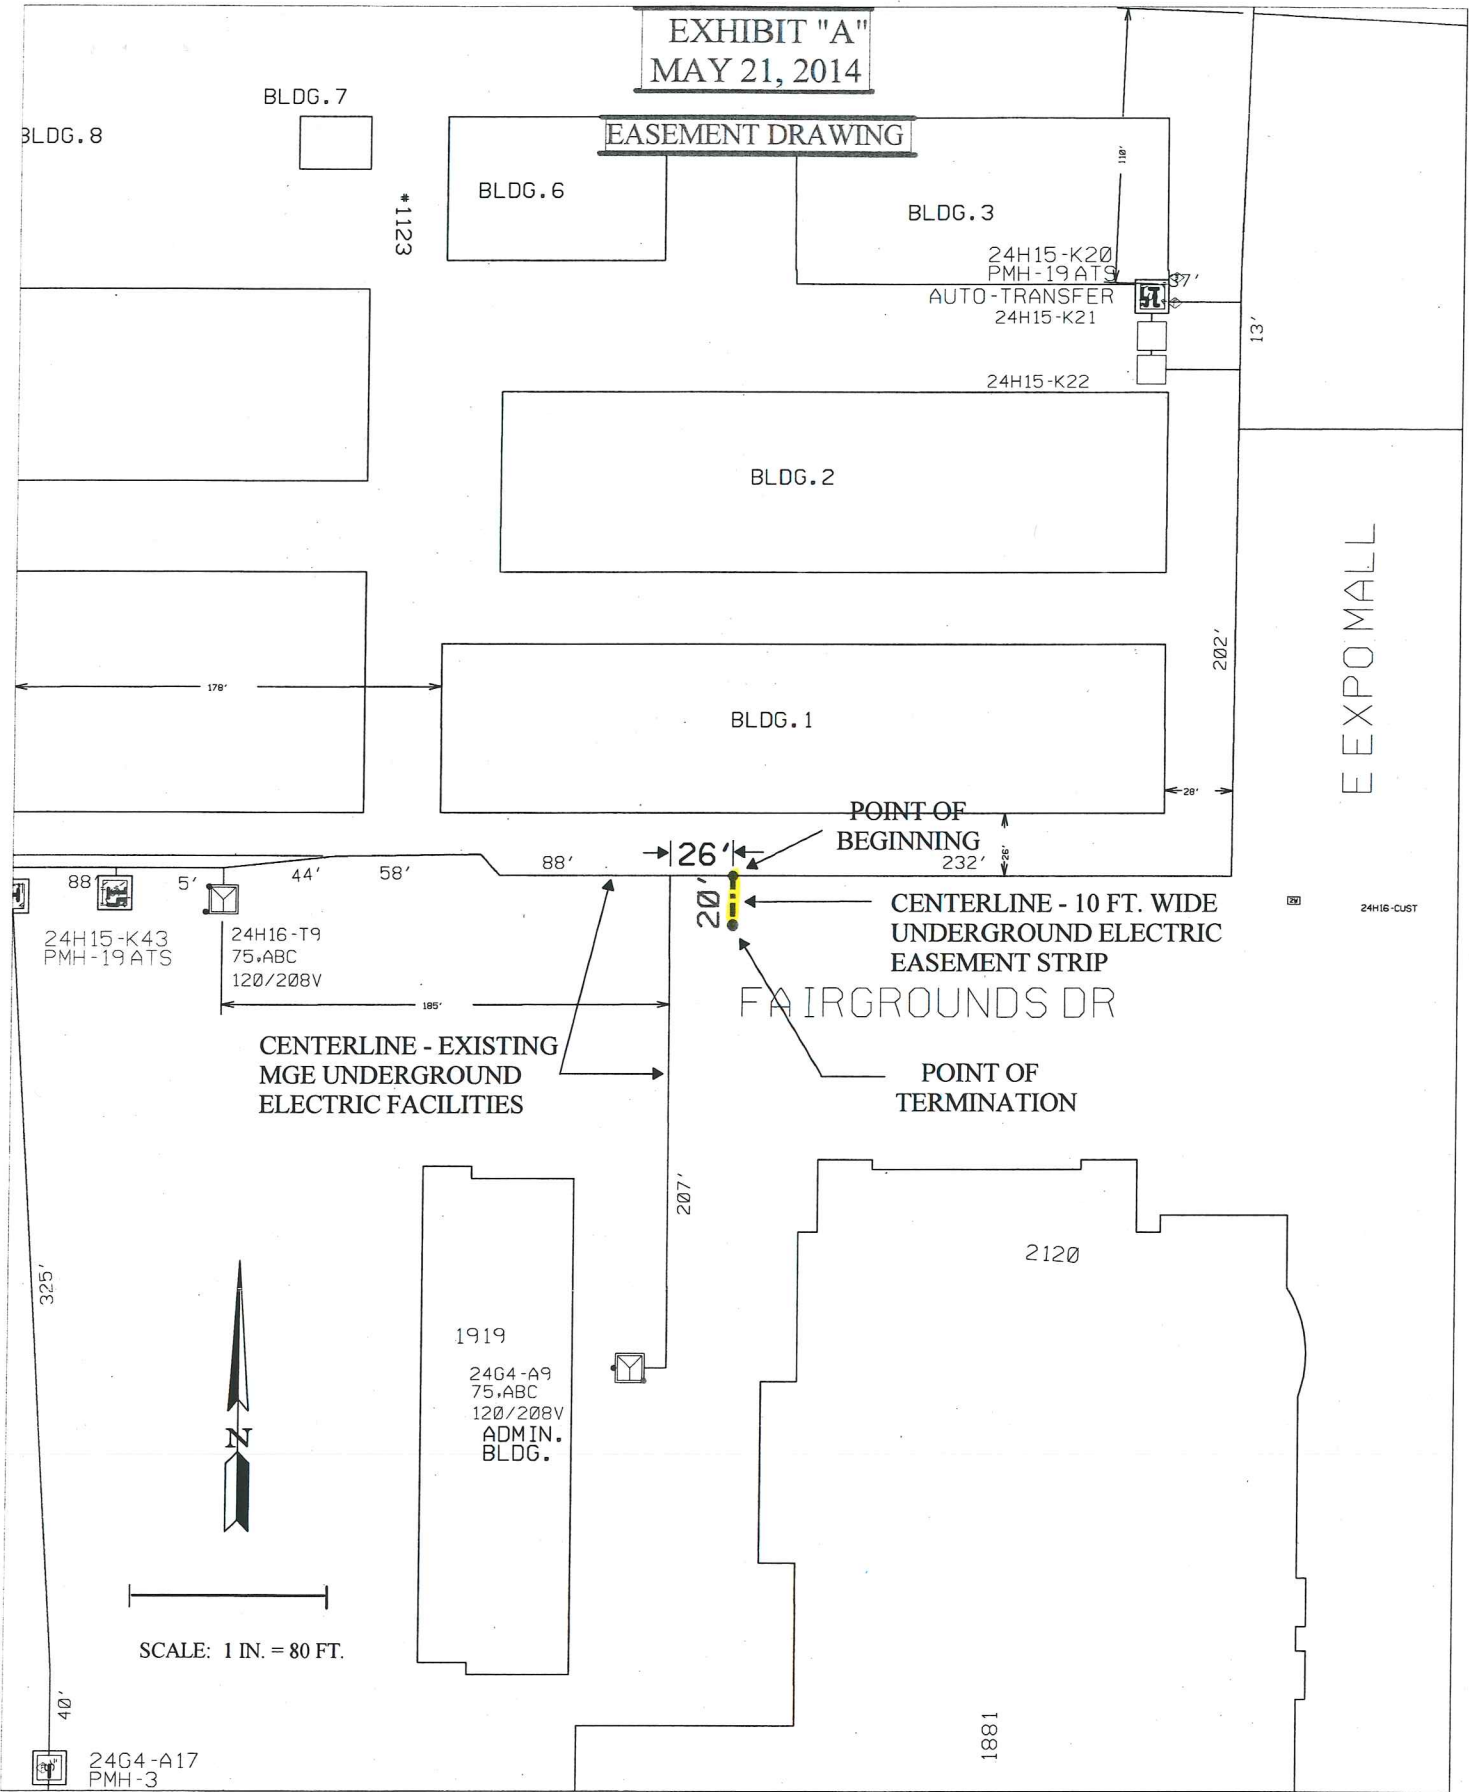 EXHIBIT "A"
MAY 21, 2014
EASEMENT DRAWING
BLDG.7
BLDG.8
BLDG.6
*1123
BLDG.3
110'
24H15-K20
PMH-19 ATS
AUTO-TRANSFER
24H15-K21
37'
13'
24H15-K22
BLDG.2
E EXPO MALL
202'
178'
BLDG.1
28'
POINT OF
BEGINNING
26'
232'
26'
88'
58'
44'
5'
88'
20'
CENTERLINE - 10 FT. WIDE
UNDERGROUND ELECTRIC
EASEMENT STRIP
24H16-CUST
24H15-K43
PMH-19 ATS
24H16-T9
75,ABC
120/208V
185'
FAIRGROUNDS DR
CENTERLINE - EXISTING
MGE UNDERGROUND
ELECTRIC FACILITIES
POINT OF
TERMINATION
207'
2120
325'
1919
24G4-A9
75,ABC
120/208V
ADMIN.
BLDG.
N
SCALE: 1 IN. = 80 FT.
40'
1881
24G4-A17
PMH-3